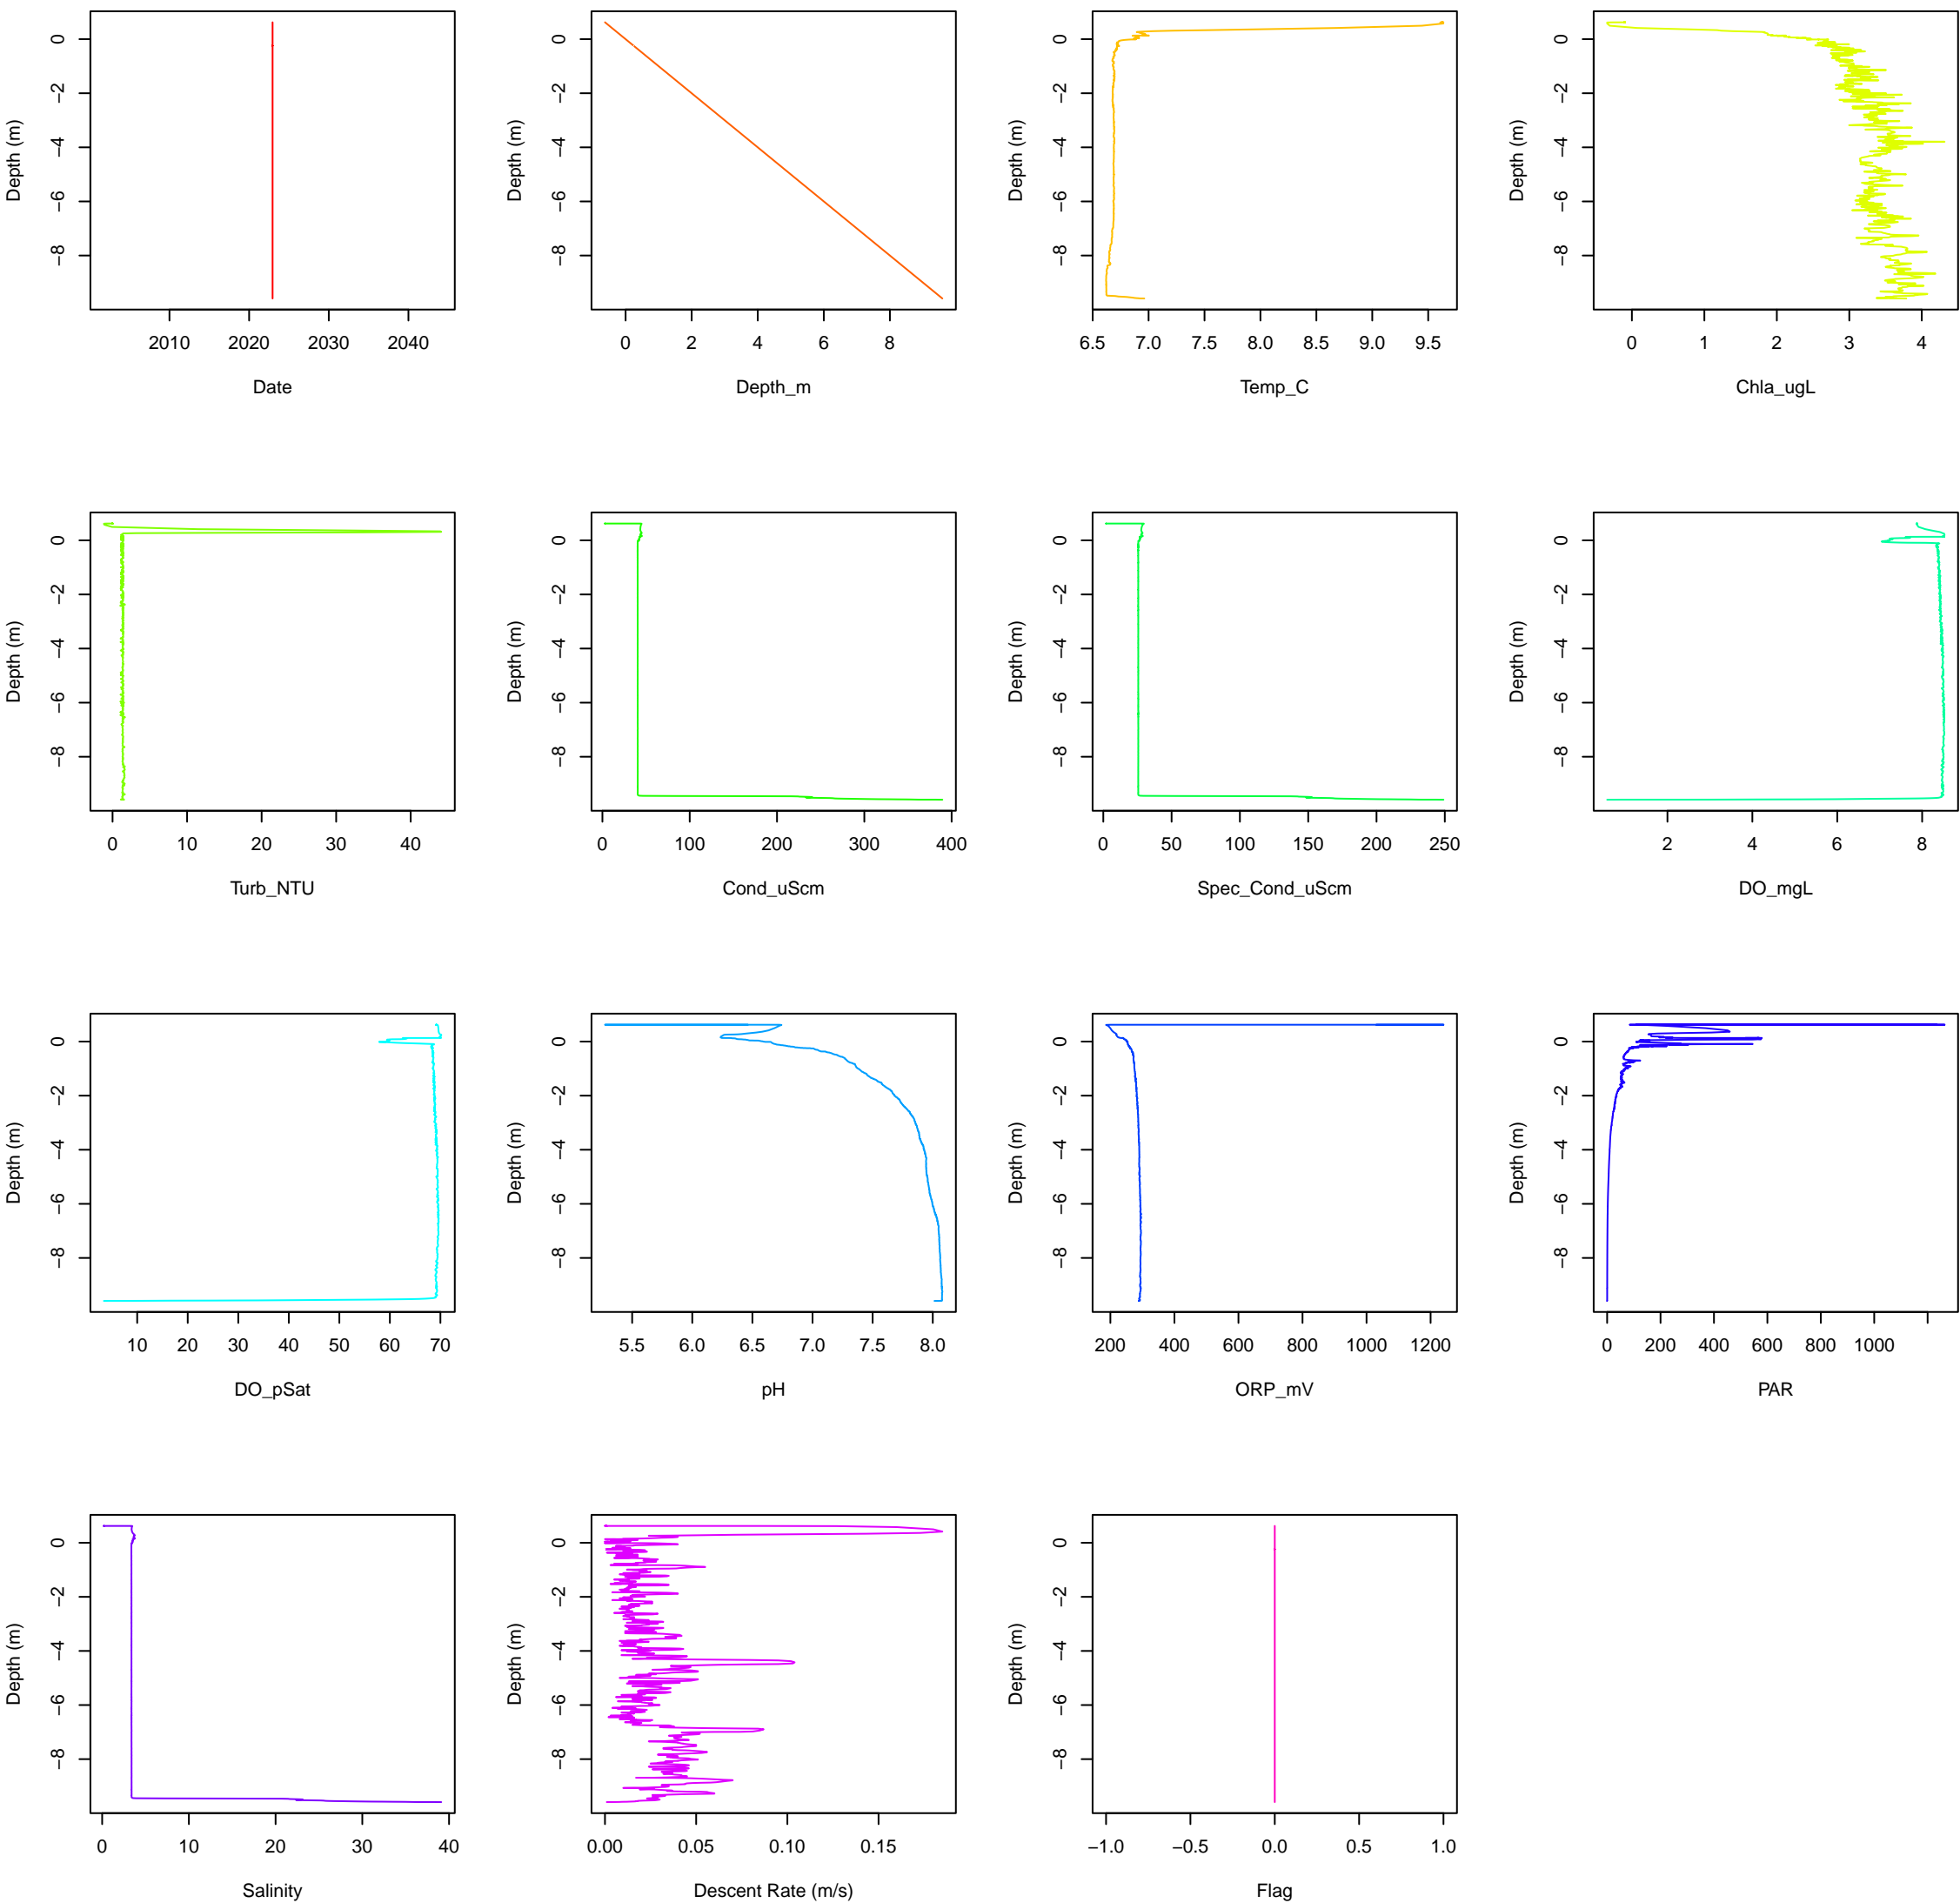 Depth (m)
0
−2
−4
−6
−8
2010 2020 2030 2040
Date
Depth (m)
0
−2
−4
−6
−8
0 2 4 6 8
Depth_m
Depth (m)
0
−2
−4
−6
−8
6.5 7.0 7.5 8.0 8.5 9.0 9.5
Temp_C
Depth (m)
0
−2
−4
−6
−8
0 1 2 3 4
Chla_ugL
Depth (m)
0
−2
−4
−6
−8
0 10 20 30 40
Turb_NTU
Depth (m)
0
−2
−4
−6
−8
0 100 200 300 400
Cond_uScm
Depth (m)
0
−2
−4
−6
−8
0 50 100 150 200 250
Spec_Cond_uScm
Depth (m)
0
−2
−4
−6
−8
2 4 6 8
DO_mgL
Depth (m)
0
−2
−4
−6
−8
10 20 30 40 50 60 70
DO_pSat
Depth (m)
0
−2
−4
−6
−8
5.5 6.0 6.5 7.0 7.5 8.0
pH
Depth (m)
0
−2
−4
−6
−8
200 400 600 800 1000 1200
ORP_mV
Depth (m)
0
−2
−4
−6
−8
0 200 400 600 800 1000
PAR
Depth (m)
0
−2
−4
−6
−8
0 10 20 30 40
Salinity
Depth (m)
0
−2
−4
−6
−8
0.00 0.05 0.10 0.15
Descent Rate (m/s)
Depth (m)
0
−2
−4
−6
−8
−1.0 −0.5 0.0 0.5 1.0
Flag